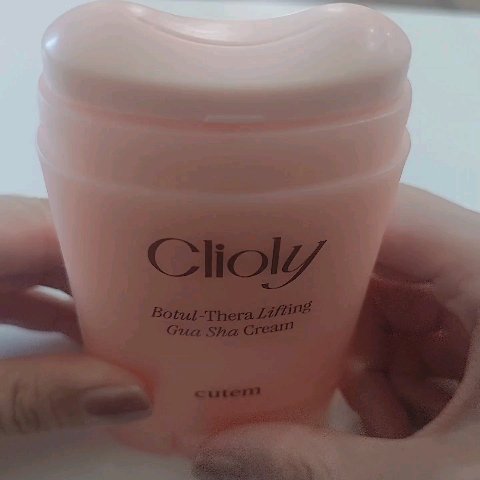 Clioly
Botul-Thera Lifting
Gua Sha Cream
cutem